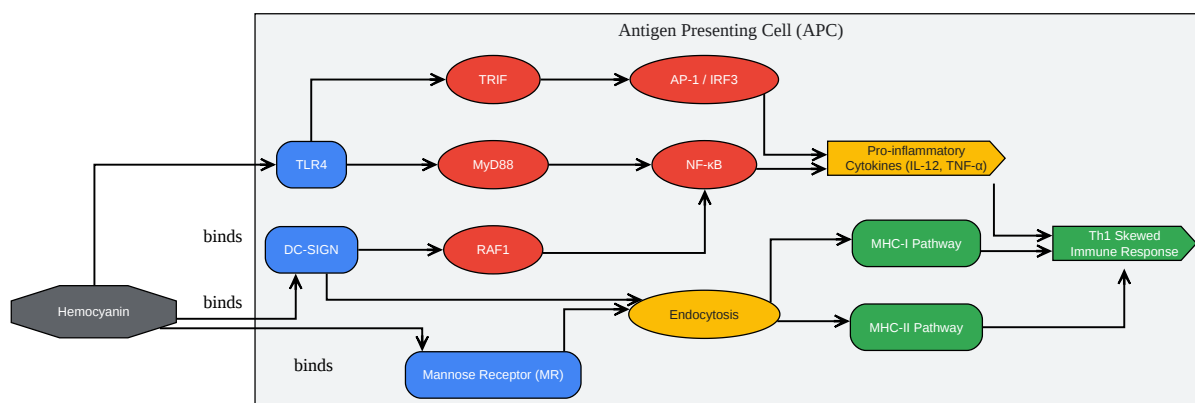 Antigen Presenting Cell (APC)
TRIF
AP-1 / IRF3
TLR4
MyD88
NF-κB
Pro-inflammatory
Cytokines (IL-12, TNF-α)
binds
DC-SIGN
RAF1
MHC-I Pathway
Th1 Skewed
Immune Response
Hemocyanin
binds
Endocytosis
MHC-II Pathway
binds
Mannose Receptor (MR)